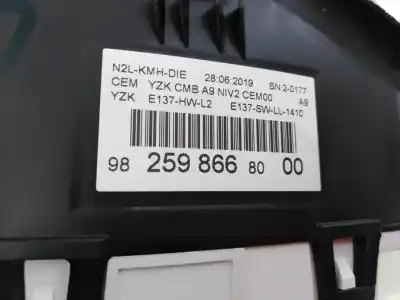 N2L-KMH-DIE 28:06:2019 SN 2-0177
CEM YZK CMB A9 NIV2 CEM00 A9
YZK E137-HW-L2 E137-SW-LL-1410
98 259 866 80 00